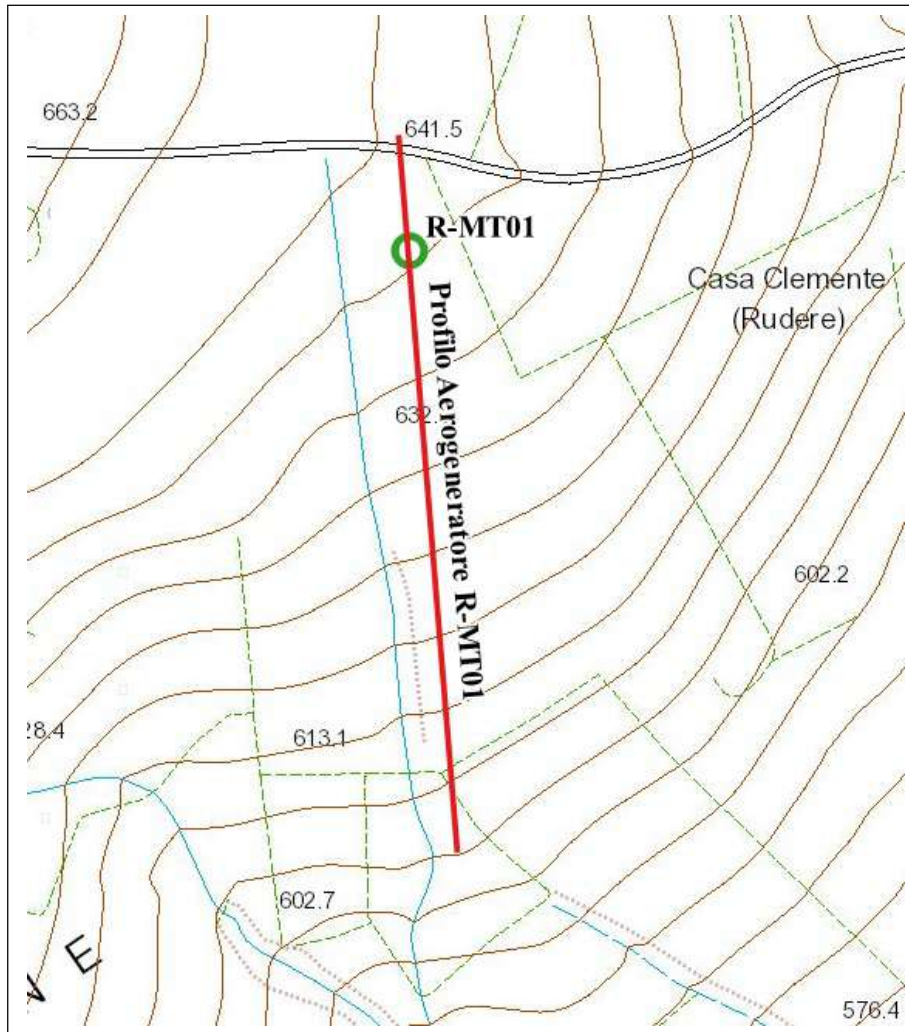 663.2
641.5
R-MT01
Casa Clemente
(Rudere)
Profilo Aerogeneratore R-MT01
632.
602.2
28.4
613.1
602.7
E
576.4